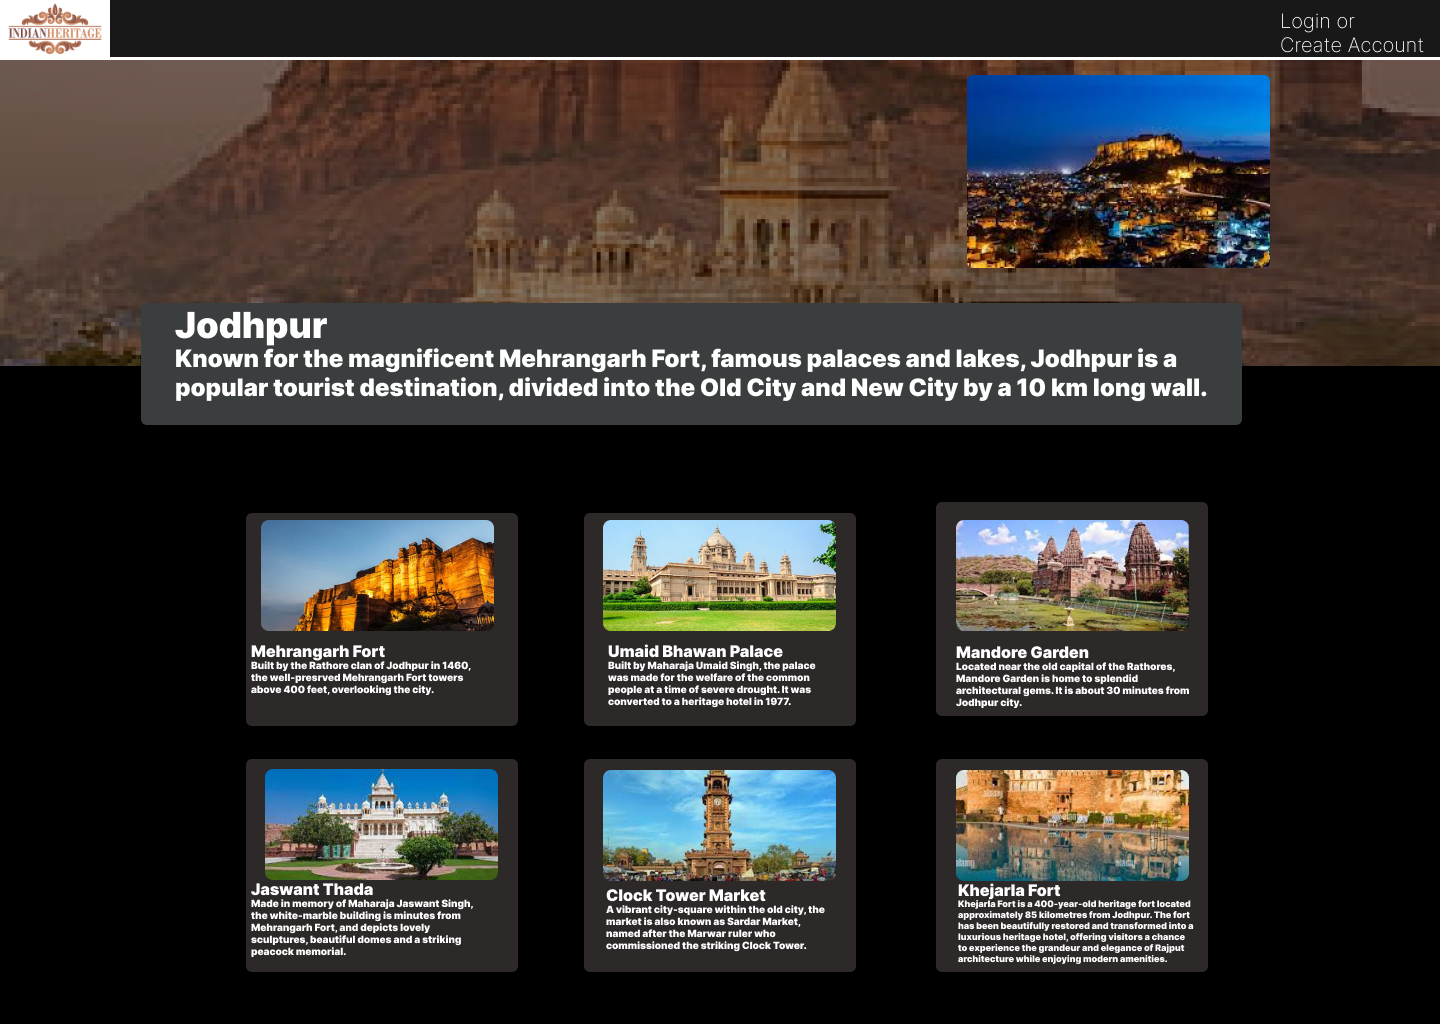 INDIANHERITAGE
Login or
Create Account
Jodhpur
Known for the magnificent Mehrangarh Fort, famous palaces and lakes, Jodhpur is a
popular tourist destination, divided into the Old City and New City by a 10 km long wall.
Mehrangarh Fort
Built by the Rathore clan of Jodhpur in 1460,
the well-presrved Mehrangarh Fort towers
above 400 feet, overlooking the city.
Umaid Bhawan Palace
Built by Maharaja Umaid Singh, the palace
was made for the welfare of the common
people at a time of severe drought. It was
converted to a heritage hotel in 1977.
Mandore Garden
Located near the old capital of the Rathores,
Mandore Garden is home to splendid
architectural gems. It is about 30 minutes from
Jodhpur city.
Jaswant Thada
Made in memory of Maharaja Jaswant Singh,
the white-marble building is minutes from
Mehrangarh Fort, and depicts lovely
sculptures, beautiful domes and a striking
peacock memorial.
Clock Tower Market
A vibrant city-square within the old city, the
market is also known as Sardar Market,
named after the Marwar ruler who
commissioned the striking Clock Tower.
alamy
Khejarla Fort
Khejarla Fort is a 400-year-old heritage fort located
approximately 85 kilometres from Jodhpur. The fort
has been beautifully restored and transformed into a
luxurious heritage hotel, offering visitors a chance
to experience the grandeur and elegance of Rajput
architecture while enjoying modern amenities.